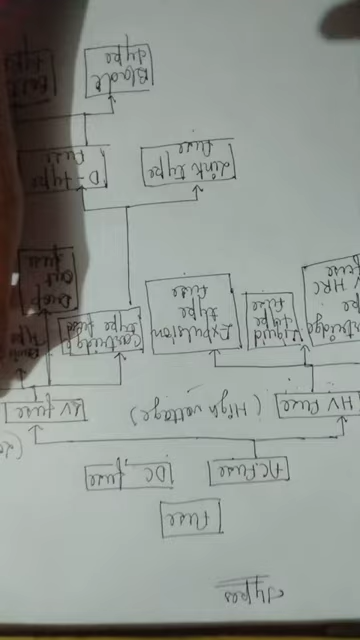 Types
Fuse
AC Fuse
DC fuse
HV Fuse
(High voltage)
LV fuse
Liquid
type
fuse
Expulsion
type
fuse
Cartridge
type fuse
Drop
out
fuse
HRC
fuse
Link type
fuse
D-type
fuse
Blade
type